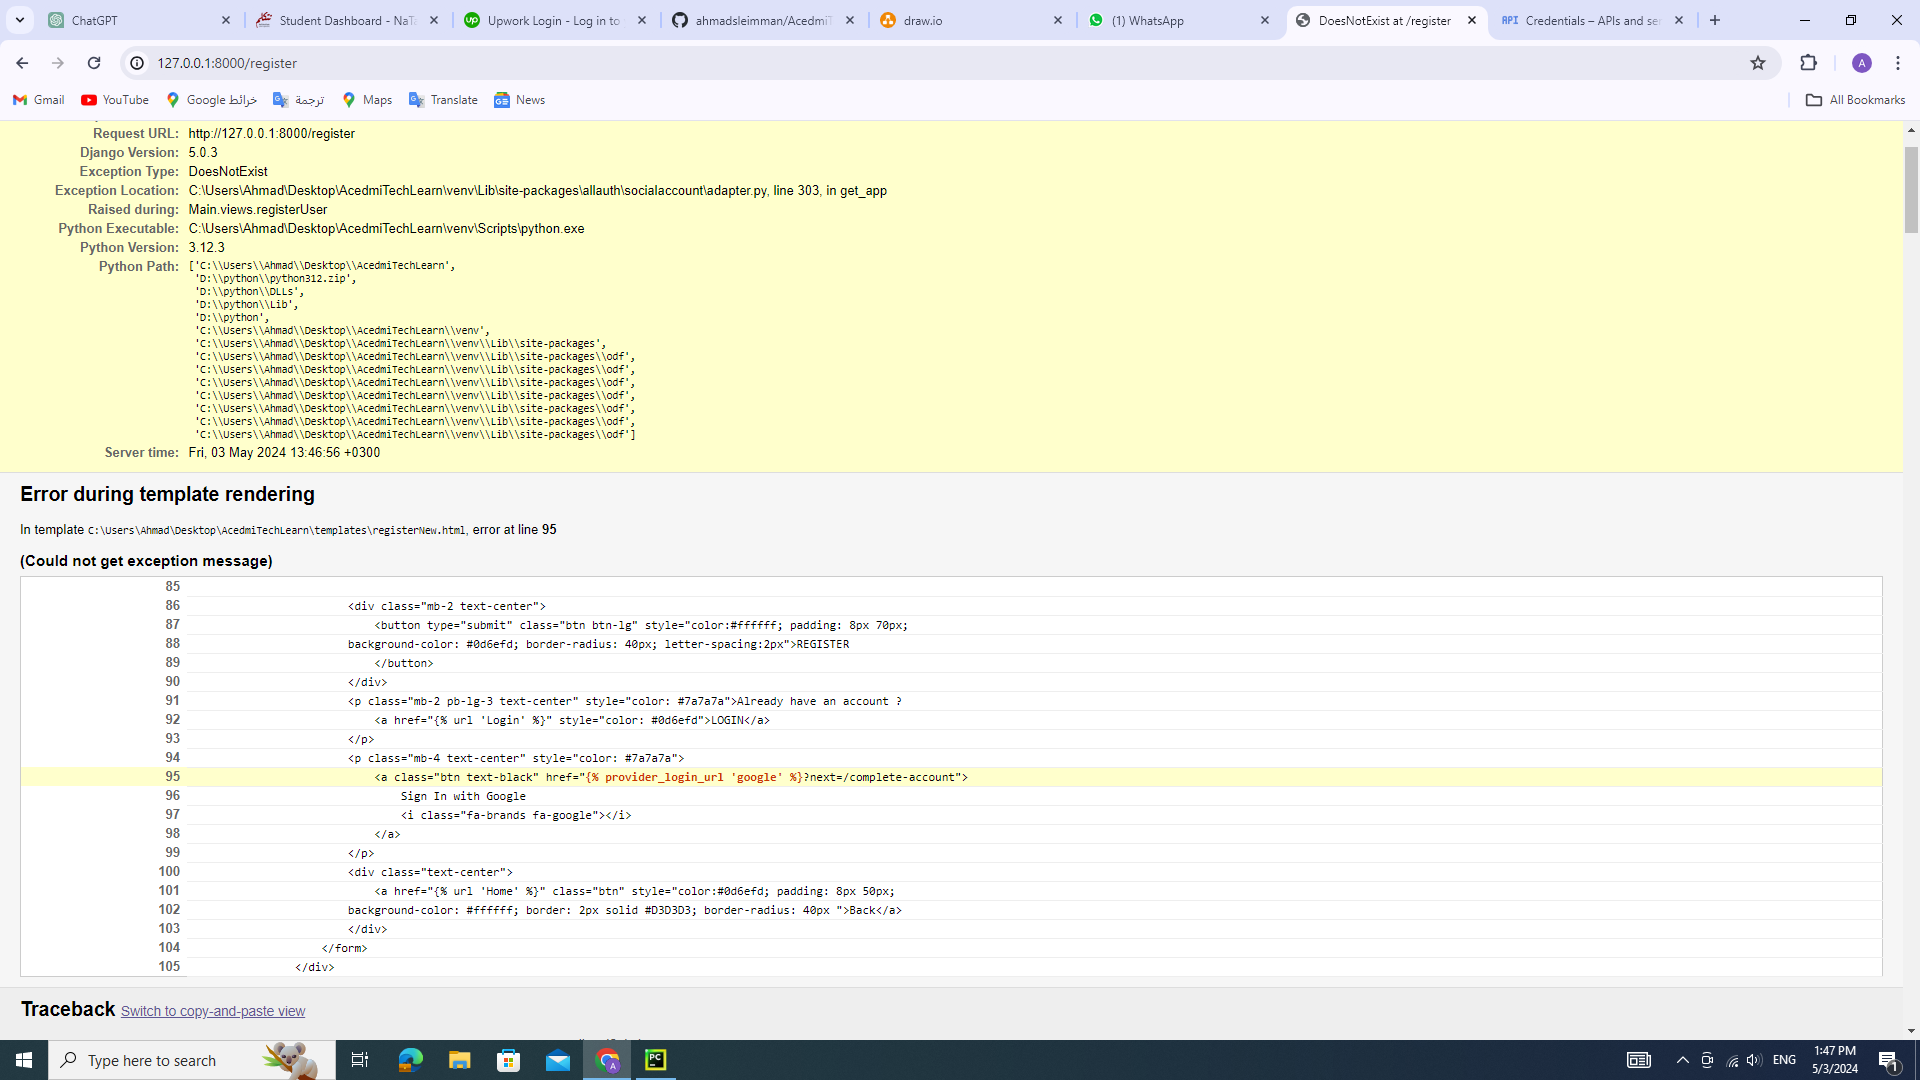 ChatGPT
Student Dashboard - NaTa
Upwork Login - Log in to
ahmadsleimman/AcedmiT
draw.io
(1) WhatsApp
DoesNotExist at /register
API Credentials – APIs and ser
127.0.0.1:8000/register
A
Gmail
YouTube
Google خرائط
ترجمة
Maps
Translate
News
All Bookmarks
Request URL: http://127.0.0.1:8000/register
Django Version: 5.0.3
Exception Type: DoesNotExist
Exception Location: C:\Users\Ahmad\Desktop\AcedmiTechLearn\venv\Lib\site-packages\allauth\socialaccount\adapter.py, line 303, in get_app
Raised during: Main.views.registerUser
Python Executable: C:\Users\Ahmad\Desktop\AcedmiTechLearn\venv\Scripts\python.exe
Python Version: 3.12.3
Python Path: ['C:\\Users\\Ahmad\\Desktop\\AcedmiTechLearn',
'D:\\python\\python312.zip',
'D:\\python\\DLLs',
'D:\\python\\Lib',
'D:\\python',
'C:\\Users\\Ahmad\\Desktop\\AcedmiTechLearn\\venv',
'C:\\Users\\Ahmad\\Desktop\\AcedmiTechLearn\\venv\\Lib\\site-packages',
'C:\\Users\\Ahmad\\Desktop\\AcedmiTechLearn\\venv\\Lib\\site-packages\\odf',
'C:\\Users\\Ahmad\\Desktop\\AcedmiTechLearn\\venv\\Lib\\site-packages\\odf',
'C:\\Users\\Ahmad\\Desktop\\AcedmiTechLearn\\venv\\Lib\\site-packages\\odf',
'C:\\Users\\Ahmad\\Desktop\\AcedmiTechLearn\\venv\\Lib\\site-packages\\odf',
'C:\\Users\\Ahmad\\Desktop\\AcedmiTechLearn\\venv\\Lib\\site-packages\\odf',
'C:\\Users\\Ahmad\\Desktop\\AcedmiTechLearn\\venv\\Lib\\site-packages\\odf',
'C:\\Users\\Ahmad\\Desktop\\AcedmiTechLearn\\venv\\Lib\\site-packages\\odf']
Server time: Fri, 03 May 2024 13:46:56 +0300
Error during template rendering
In template C:\Users\Ahmad\Desktop\AcedmiTechLearn\templates\registerNew.html, error at line 95
(Could not get exception message)
85
86 <div class="mb-2 text-center">
87 <button type="submit" class="btn btn-lg" style="color:#ffffff; padding: 8px 70px;
88 background-color: #0d6efd; border-radius: 40px; letter-spacing:2px">REGISTER
89 </button>
90 </div>
91 <p class="mb-2 pb-lg-3 text-center" style="color: #7a7a7a">Already have an account ?
92 <a href="{% url 'Login' %}" style="color: #0d6efd">LOGIN</a>
93 </p>
94 <p class="mb-4 text-center" style="color: #7a7a7a">
95 <a class="btn text-black" href="{% provider_login_url 'google' %}?next=/complete-account">
96 Sign In with Google
97 <i class="fa-brands fa-google"></i>
98 </a>
99 </p>
100 <div class="text-center">
101 <a href="{% url 'Home' %}" class="btn" style="color:#0d6efd; padding: 8px 50px;
102 background-color: #ffffff; border: 2px solid #D3D3D3; border-radius: 40px ">Back</a>
103 </div>
104 </form>
105 </div>
Traceback Switch to copy-and-paste view
Type here to search
PC
ENG
1:47 PM
5/3/2024
1